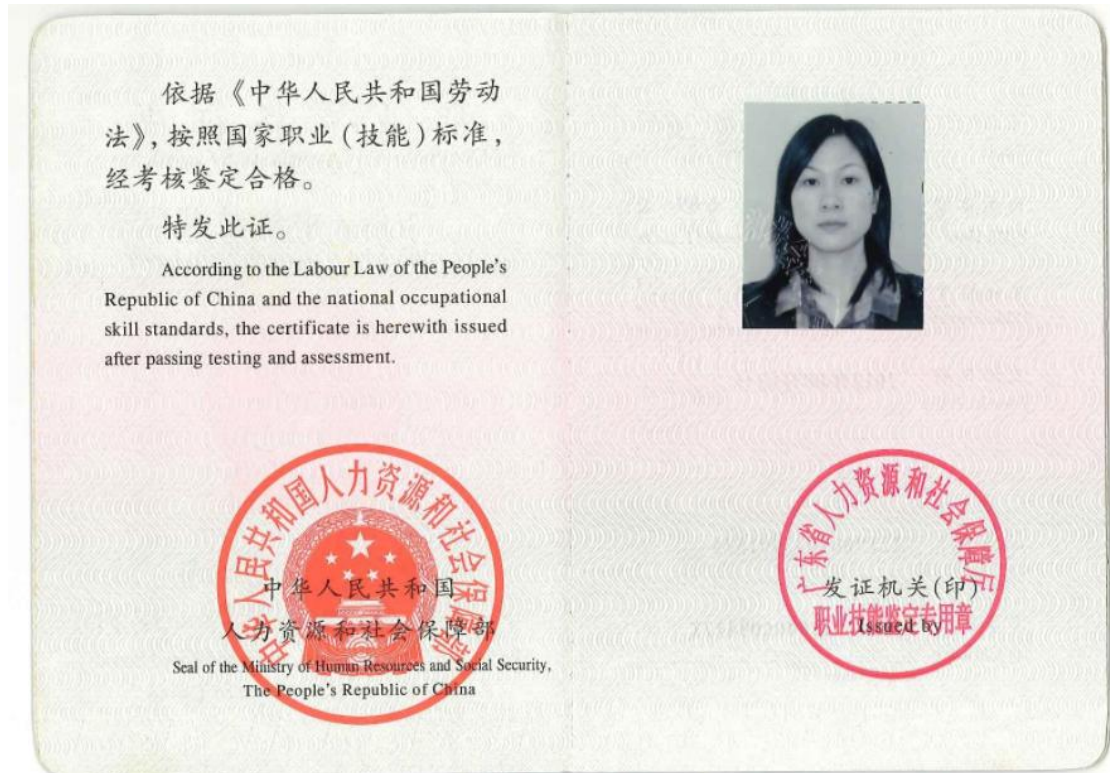 依据《中华人民共和国劳动
法》，按照国家职业(技能)标准，
经考核鉴定合格。
特发此证。
According to the Labour Law of the People's
Republic of China and the national occupational
skill standards, the certificate is herewith issued
after passing testing and assessment.
中华人民共和国人力资源和社会保障部
中华人民共和国
人力资源和社会保障部
Seal of the Ministry of Human Resources and Social Security,
The People's Republic of China
广东省人力资源和社会保障厅
发证机关(印)
职业技能鉴定专用章
Issued by